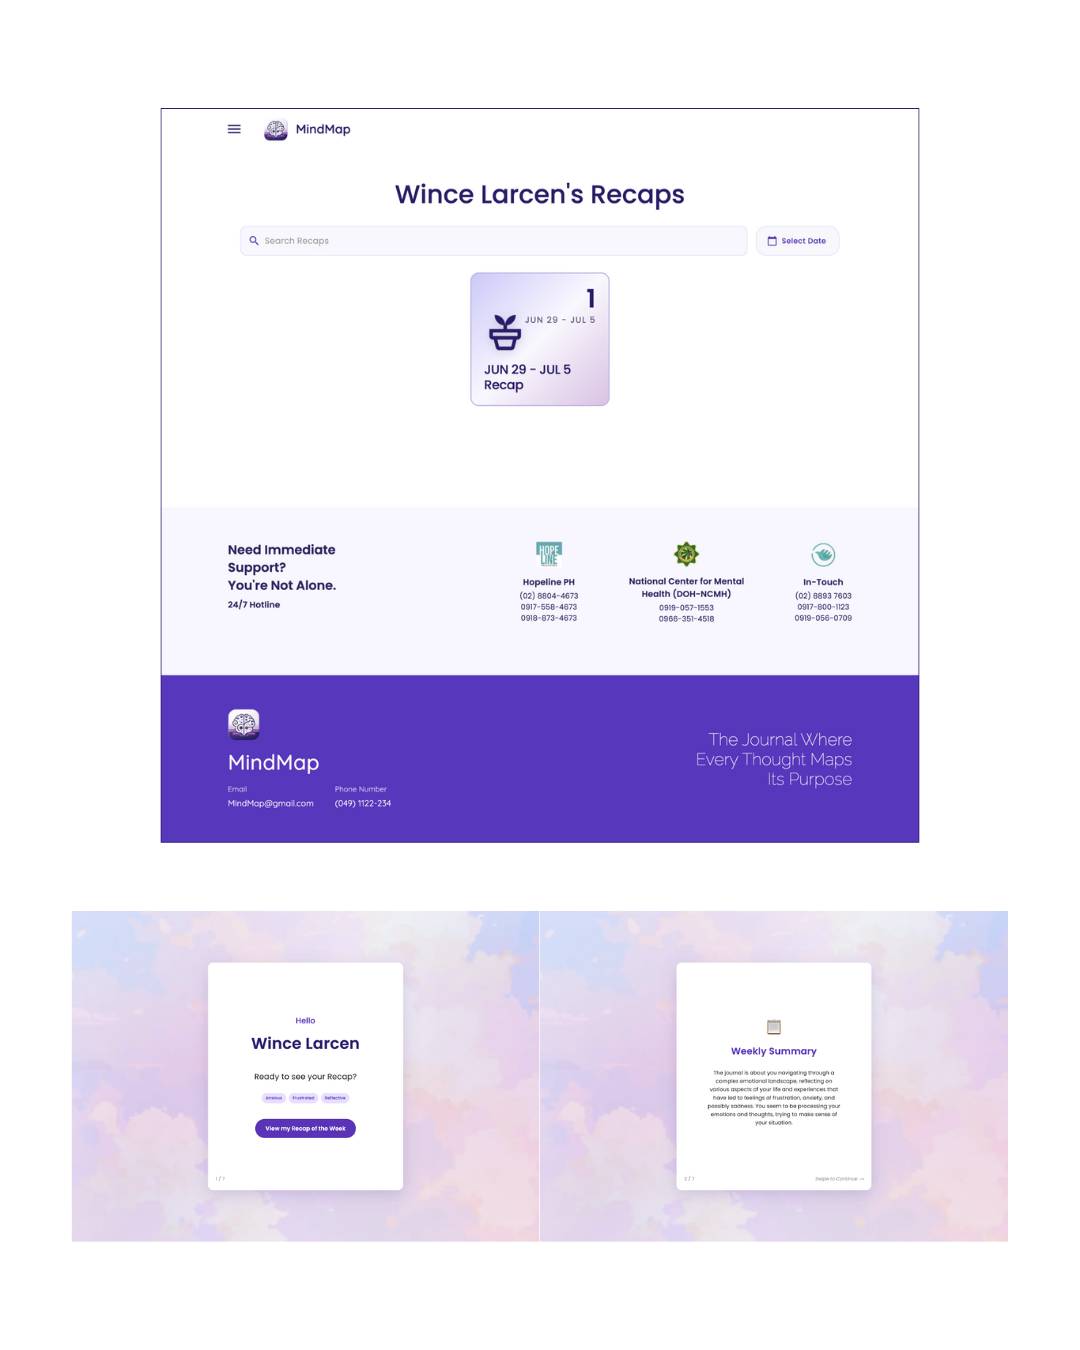 MindMap
Wince Larcen's Recaps
Search Recaps
Select Date
1
JUN 29 - JUL 5
JUN 29 - JUL 5
Recap
Need Immediate
Support?
You're Not Alone.
24/7 Hotline
HOPE
LINE
Hopeline PH
(02) 8804-4673
0917-558-4673
0918-873-4673
National Center for Mental
Health (DOH-NCMH)
0919-057-1553
0966-351-4518
In-Touch
(02) 8893 7603
0917-800-1123
0919-056-0709
MindMap
Email
MindMap@gmail.com
Phone Number
(049) 1122-234
The Journal Where
Every Thought Maps
Its Purpose
Hello
Wince Larcen
Ready to see your Recap?
Anxious Frustrated Reflective
View my Recap of the Week
1 / 7
Weekly Summary
The journal is about you navigating through a
complex emotional landscape, reflecting on
various aspects of your life and experiences that
have led to feelings of frustration, anxiety, and
possibly sadness. You seem to be processing your
emotions and thoughts, trying to make sense of
your situation.
2 / 7
Swipe to Continue →